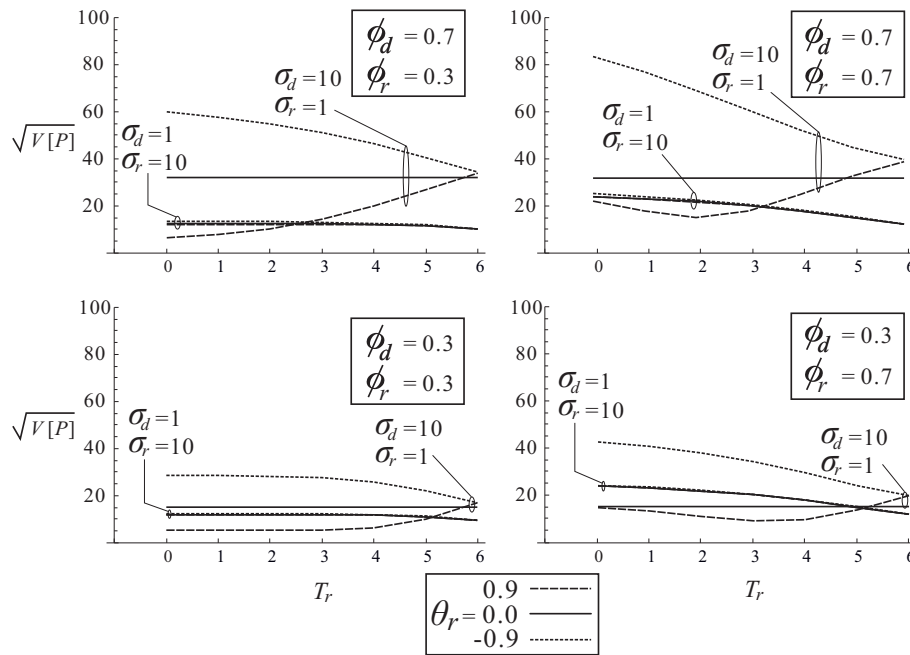 100
80
60
40
20
√V[P]
0 1 2 3 4 5 6
σd = 1
σr = 10
σd = 10
σr = 1
ϕd = 0.7
ϕr = 0.3
100
80
60
40
20
0 1 2 3 4 5 6
σd = 1
σr = 10
σd = 10
σr = 1
ϕd = 0.7
ϕr = 0.7
100
80
60
40
20
√V[P]
0 1 2 3 4 5 6
Tr
σd = 1
σr = 10
σd = 10
σr = 1
ϕd = 0.3
ϕr = 0.3
100
80
60
40
20
0 1 2 3 4 5 6
Tr
σd = 1
σr = 10
σd = 10
σr = 1
ϕd = 0.3
ϕr = 0.7
0.9
θr = 0.0
-0.9